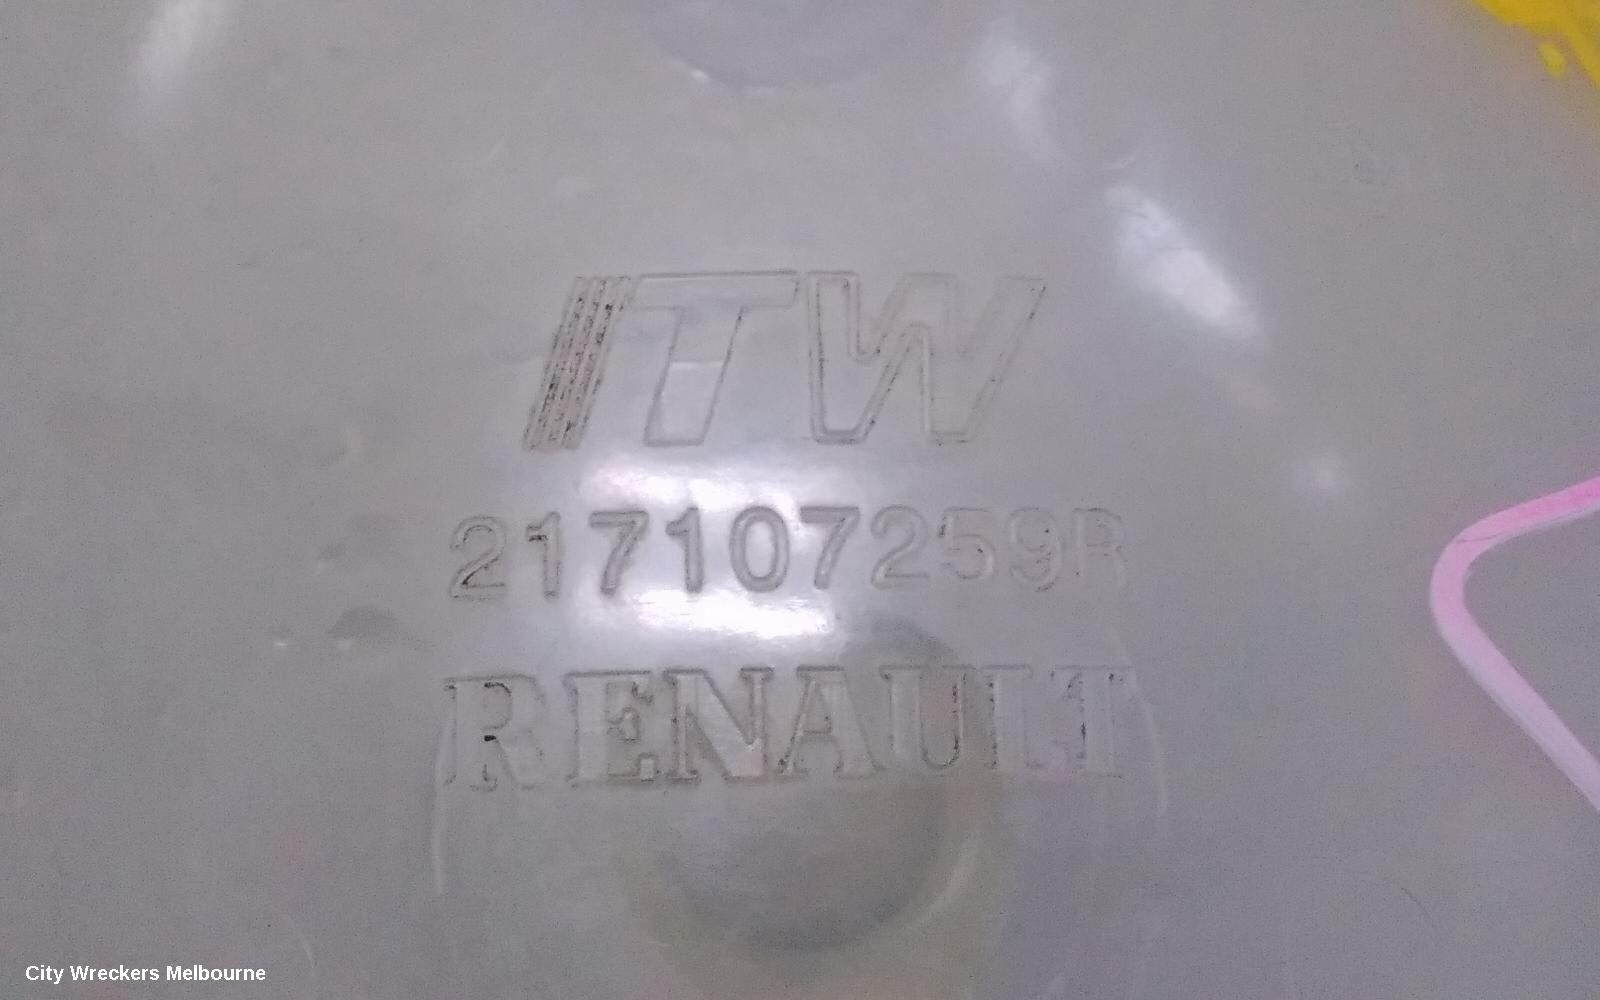 ITW
217107259R
RENAULT
City Wreckers Melbourne